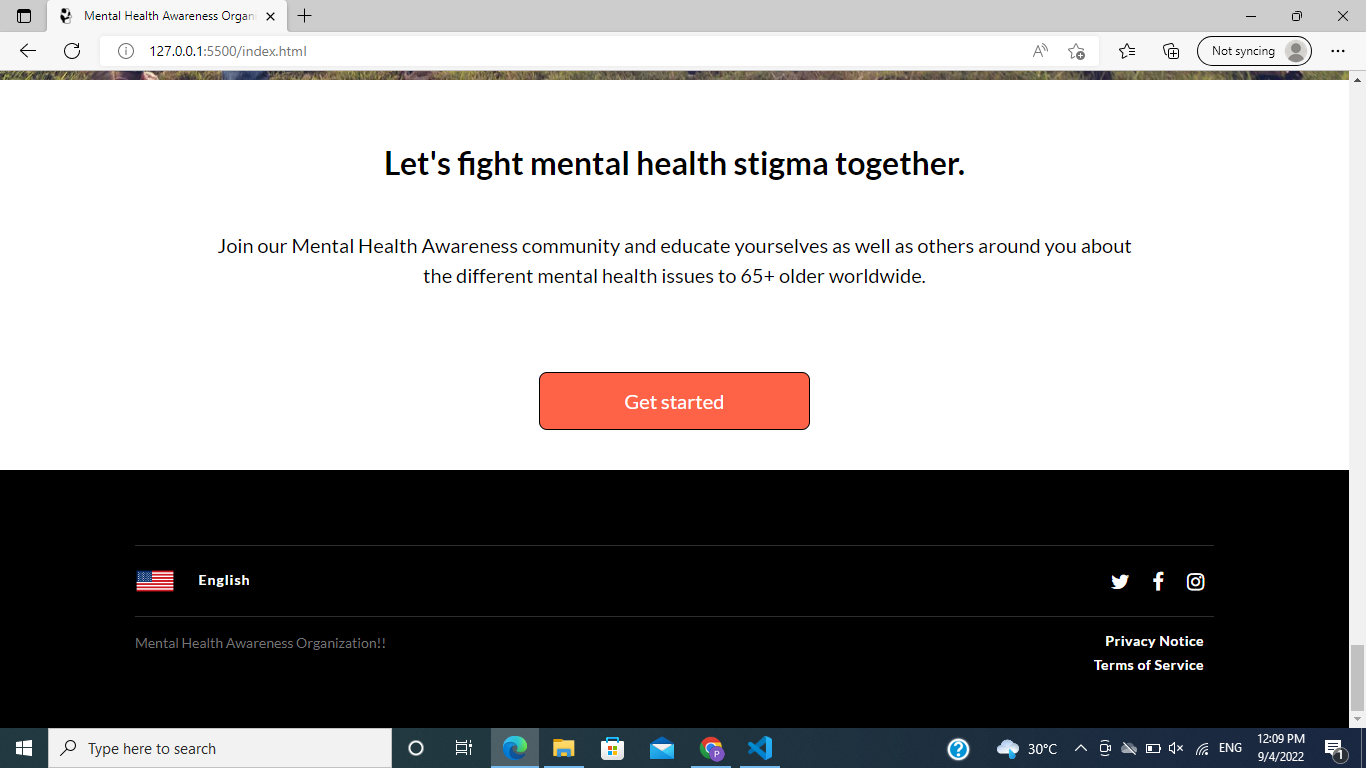 Mental Health Awareness Organi
127.0.0.1:5500/index.html
Not syncing
Let's fight mental health stigma together.
Join our Mental Health Awareness community and educate yourselves as well as others around you about
the different mental health issues to 65+ older worldwide.
Get started
English
Mental Health Awareness Organization!!
Privacy Notice
Terms of Service
Type here to search
30°C
ENG
12:09 PM
9/4/2022
1